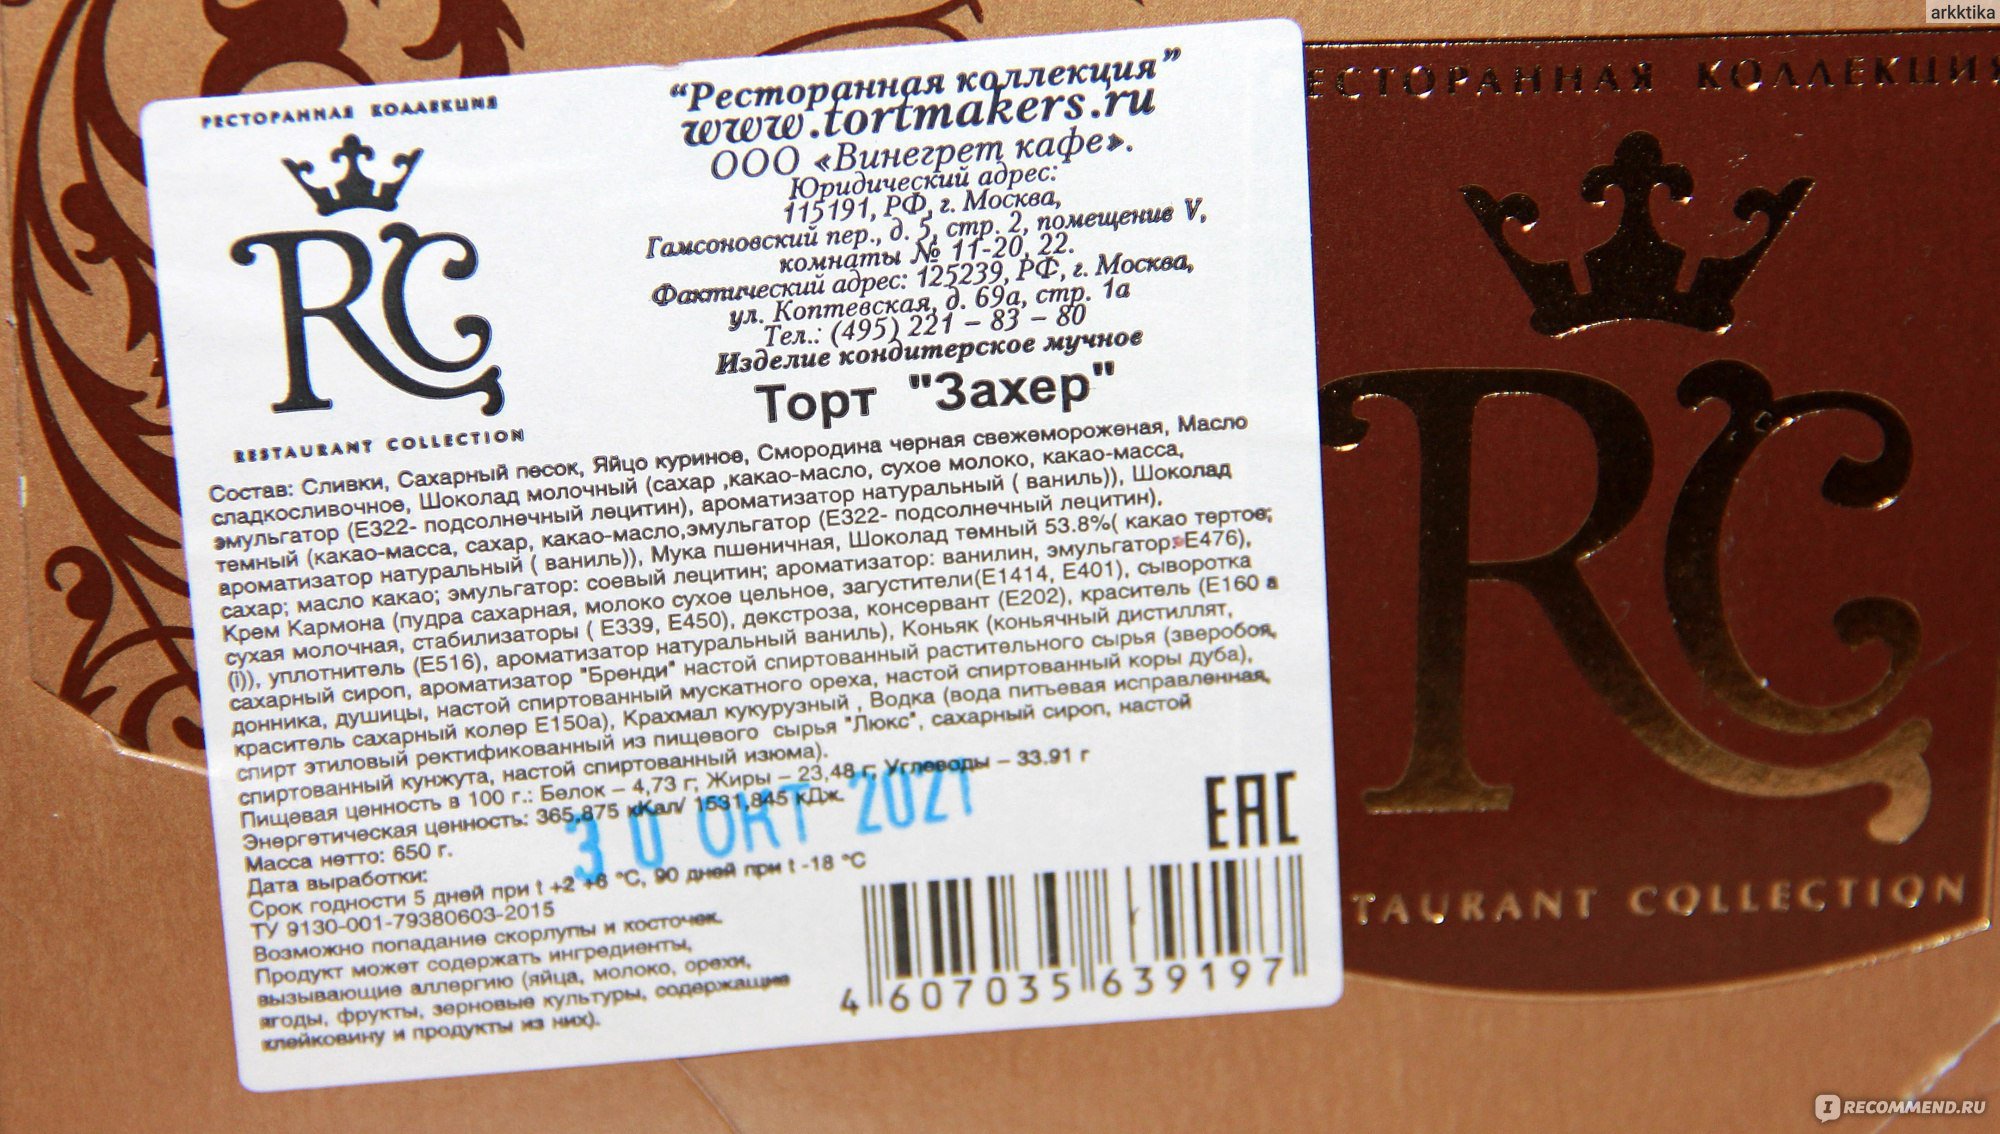 arkktika
РЕСТОРАННАЯ КОЛЛЕКЦИЯ
RC
RESTAURANT COLLECTION
“Ресторанная коллекция”
www.tortmakers.ru
ООО «Винегрет кафе».
Юридический адрес:
115191, РФ, г. Москва,
Гамсоновский пер., д. 5, стр. 2, помещение V,
комнаты № 11-20, 22.
Фактический адрес: 125239, РФ, г. Москва,
ул. Коптевская, д. 69а, стр. 1а
Тел.: (495) 221 – 83 – 80
Изделие кондитерское мучное
Торт "Захер"
Состав: Сливки, Сахарный песок, Яйцо куриное, Смородина черная свежемороженая, Масло
сладкосливочное, Шоколад молочный (сахар ,какао-масло, сухое молоко, какао-масса,
эмульгатор (Е322- подсолнечный лецитин), ароматизатор натуральный ( ваниль)), Шоколад
темный (какао-масса, сахар, какао-масло,эмульгатор (Е322- подсолнечный лецитин),
ароматизатор натуральный ( ваниль)), Мука пшеничная, Шоколад темный 53.8%( какао тертое;
сахар; масло какао; эмульгатор: соевый лецитин; ароматизатор: ванилин, эмульгатор: Е476),
Крем Кармона (пудра сахарная, молоко сухое цельное, загустители(Е1414, Е401), сыворотка
сухая молочная, стабилизаторы ( Е339, Е450), декстроза, консервант (Е202), краситель (Е160 а
(i)), уплотнитель (Е516), ароматизатор натуральный ваниль), Коньяк (коньячный дистиллят,
сахарный сироп, ароматизатор "Бренди" настой спиртованный растительного сырья (зверобоя,
донника, душицы, настой спиртованный мускатного ореха, настой спиртованный коры дуба),
краситель сахарный колер Е150а), Крахмал кукурузный , Водка (вода питьевая исправленная,
спирт этиловый ректификованный из пищевого сырья "Люкс", сахарный сироп, настой
спиртованный кунжута, настой спиртованный изюма).
Пищевая ценность в 100 г.: Белок – 4,73 г; Жиры – 23,48 г; Углеводы – 33.91 г
Энергетическая ценность: 365,875 кКал/ 1531,845 кДж.
Масса нетто: 650 г.
Дата выработки:
30 ОКТ 2021
Срок годности 5 дней при t +2 +6 °С, 90 дней при t -18 °С
ТУ 9130-001-79380603-2015
Возможно попадание скорлупы и косточек.
Продукт может содержать ингредиенты,
вызывающие аллергию (яйца, молоко, орехи,
ягоды, фрукты, зерновые культуры, содержащие
клейковину и продукты из них).
EAC
4 607035 639197
РЕСТОРАННАЯ КОЛЛЕКЦИЯ
RC
TAURANT COLLECTION
IRECOMMEND.RU